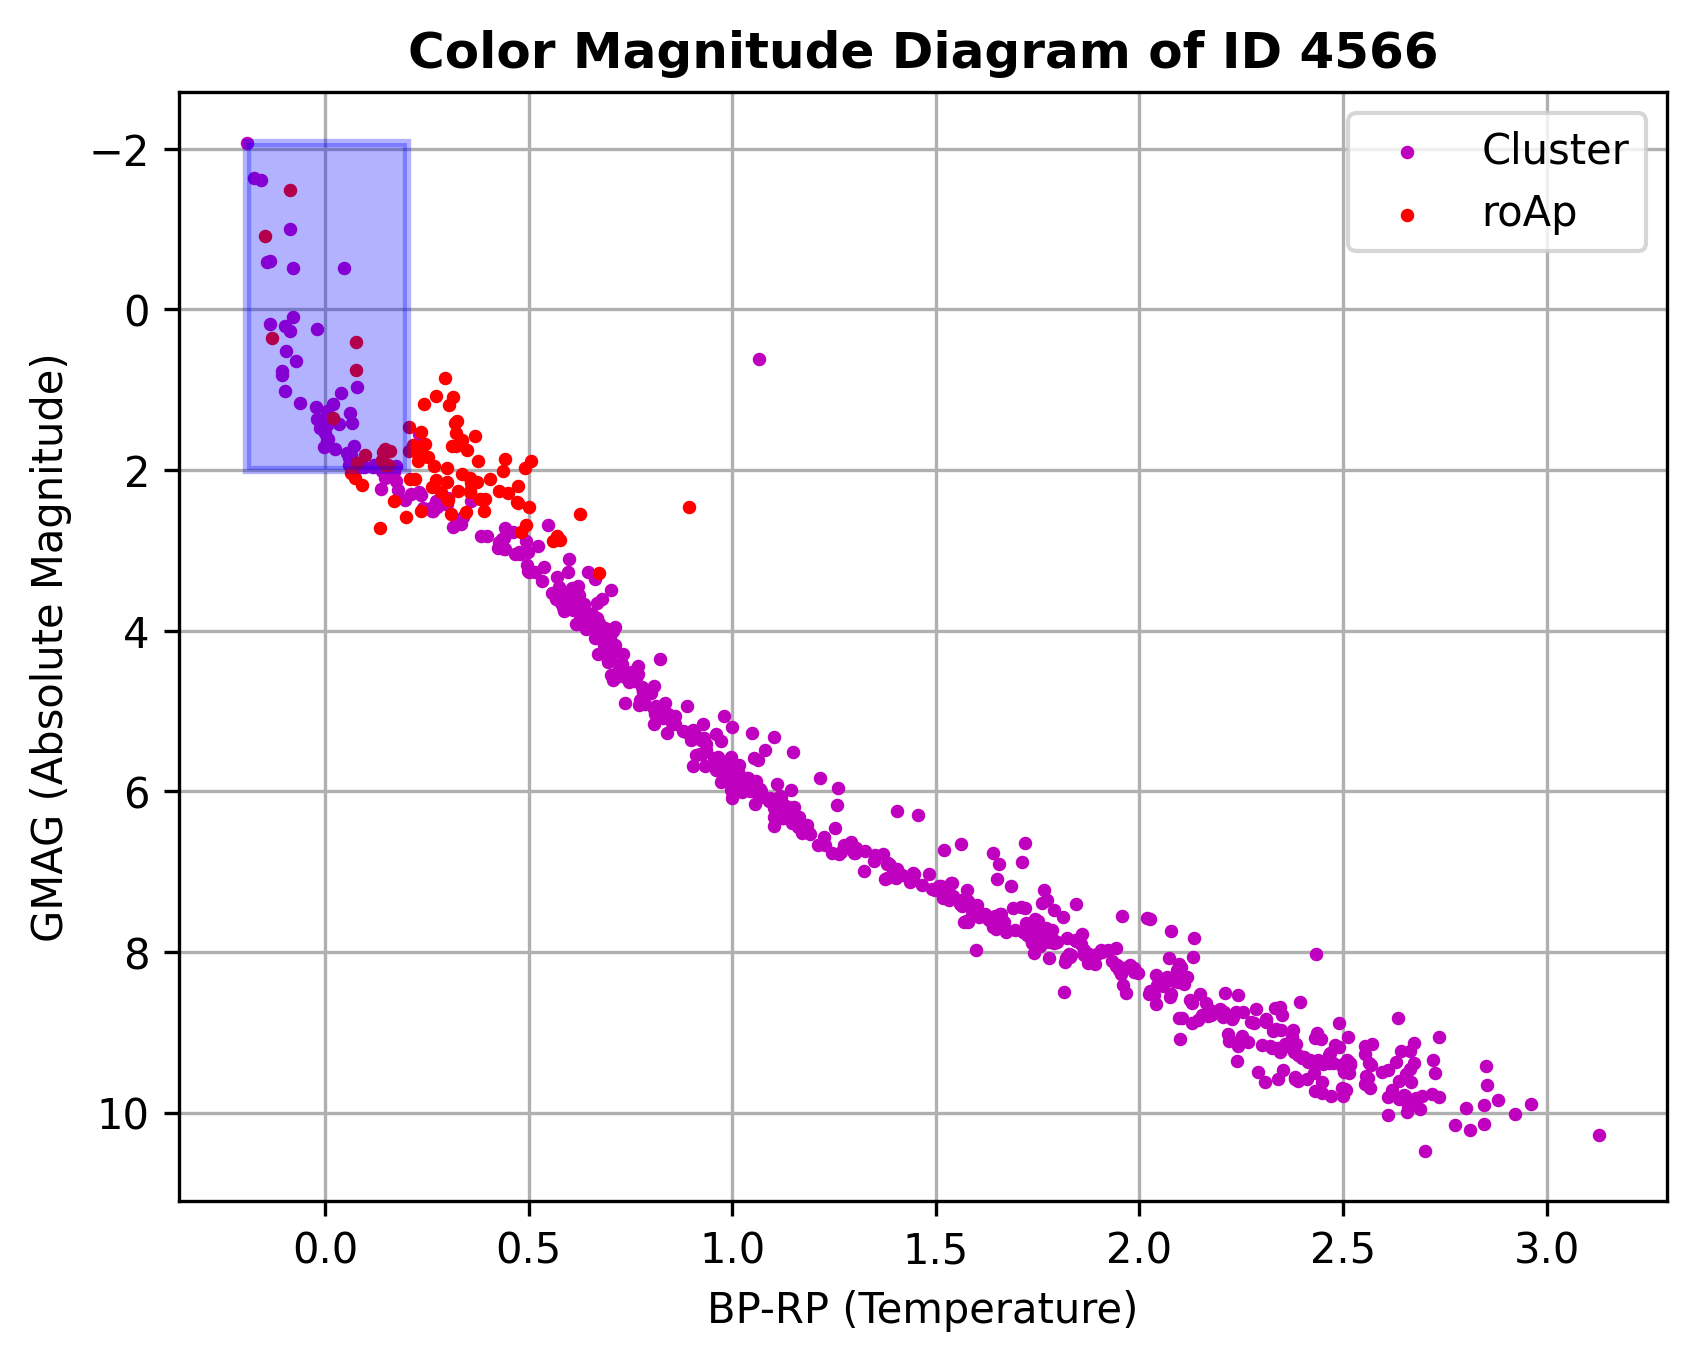 Color Magnitude Diagram of ID 4566
Cluster
roAp
GMAG (Absolute Magnitude)
−2
0
2
4
6
8
10
0.0 0.5 1.0 1.5 2.0 2.5 3.0
BP-RP (Temperature)